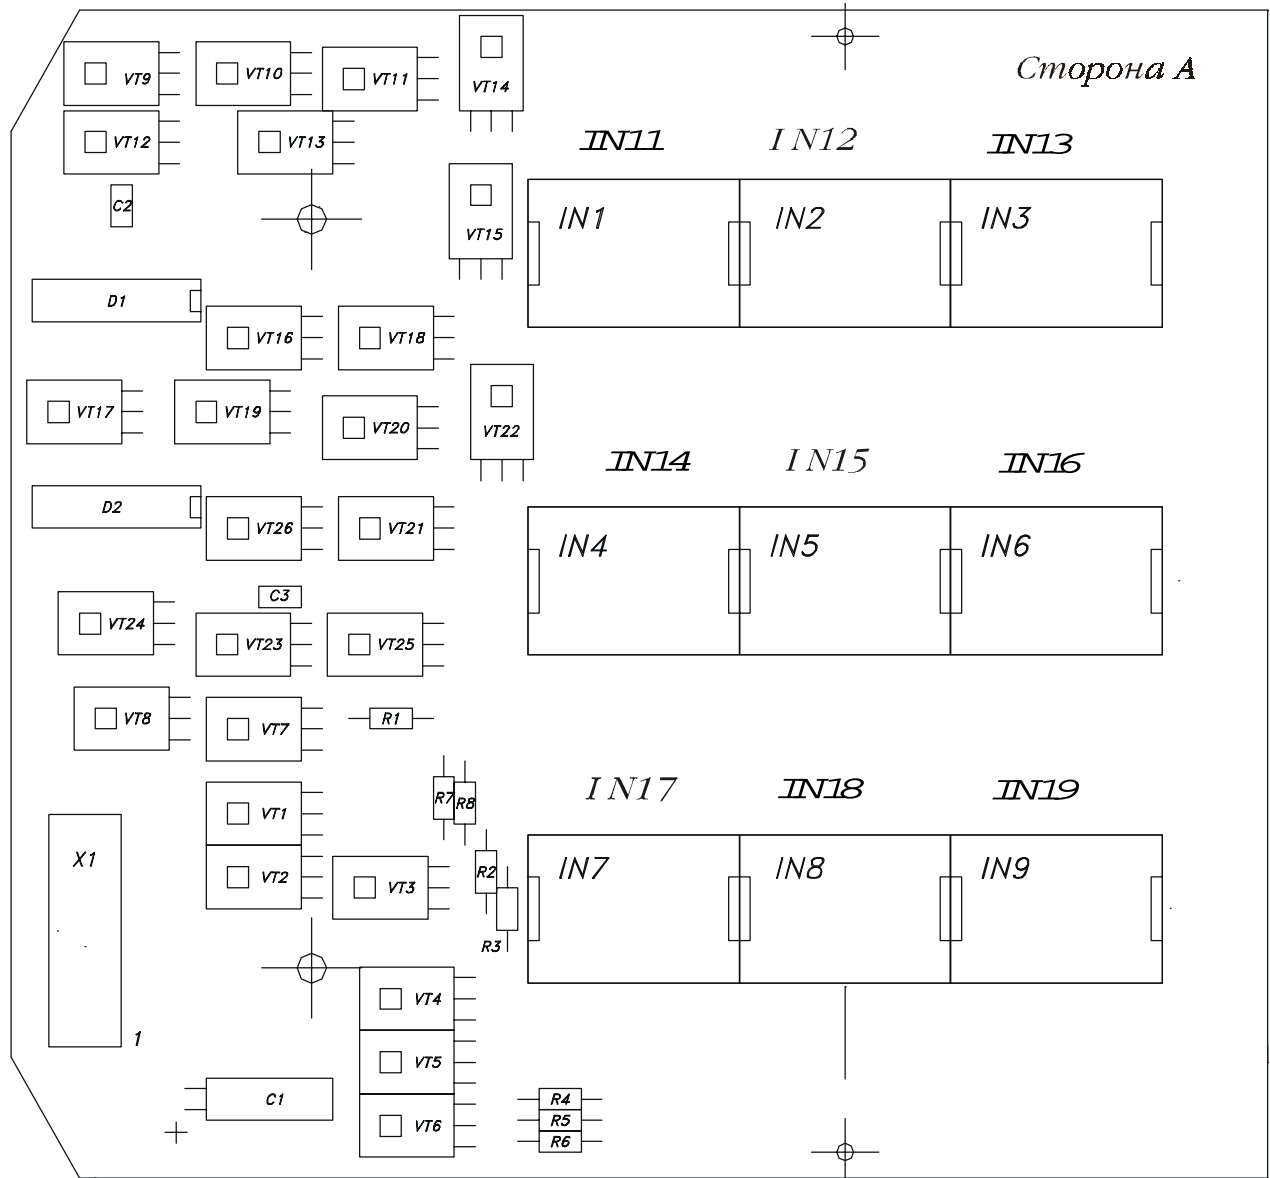 Сторона А
VT9 VT10 VT11 VT14
VT12 VT13 IN11 IN12 IN13
C2 VT15 IN1 IN2 IN3
D1
VT16 VT18
VT17 VT19 VT20 VT22
IN14 IN15 IN16
D2 VT26 VT21 IN4 IN5 IN6
C3
VT24 VT23 VT25
VT8 VT7 R1
IN17 IN18 IN19
VT1 R7 R8
X1 VT2 VT3 R2 IN7 IN8 IN9
R3
VT4
1
VT5
C1 R4
VT6 R5
R6